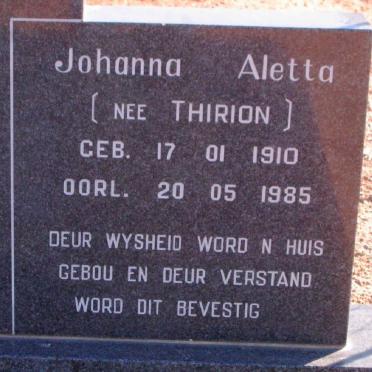 Johanna Aletta
( NEE THIRION )
GEB. 17 01 1910
OORL. 20 05 1985
DEUR WYSHEID WORD N HUIS
GEBOU EN DEUR VERSTAND
WORD DIT BEVESTIG